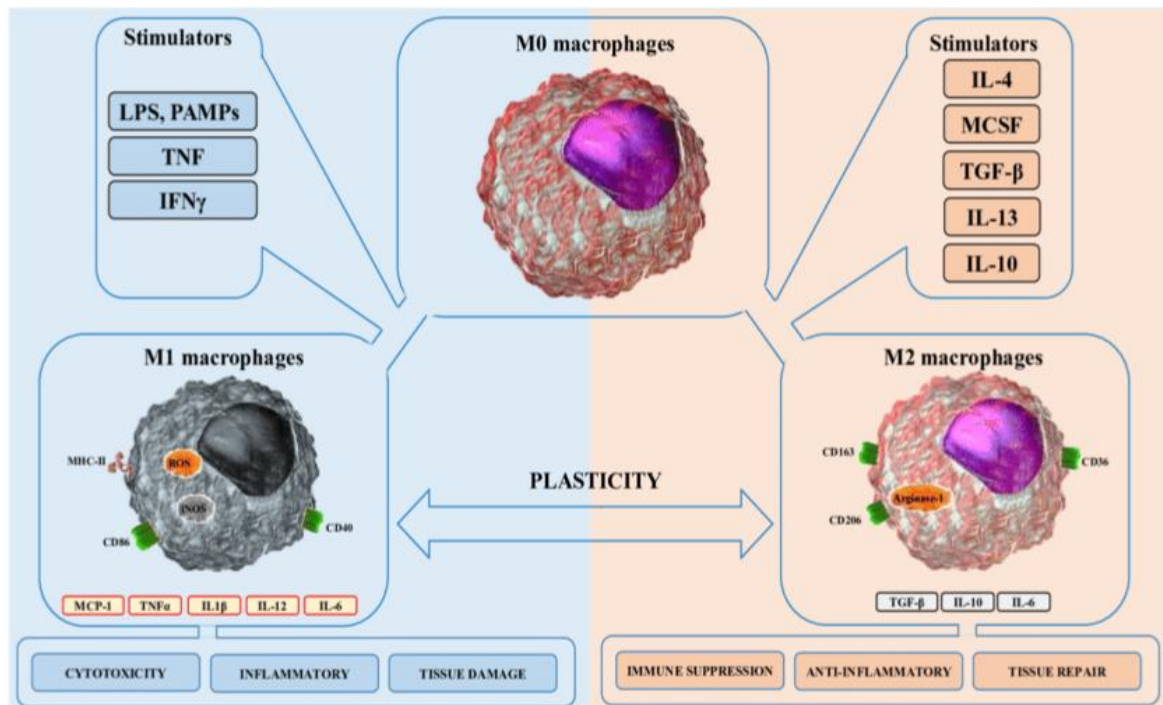 Stimulators
LPS, PAMPs
TNF
IFNγ
M0 macrophages
Stimulators
IL-4
MCSF
TGF-β
IL-13
IL-10
M1 macrophages
MHC-II
ROS
iNOS
CD86
CD40
MCP-1
TNFα
IL1β
IL-12
IL-6
PLASTICITY
M2 macrophages
CD163
CD36
Arginase-1
CD206
TGF-β
IL-10
IL-6
CYTOTOXICITY
INFLAMMATORY
TISSUE DAMAGE
IMMUNE SUPPRESSION
ANTI-INFLAMMATORY
TISSUE REPAIR